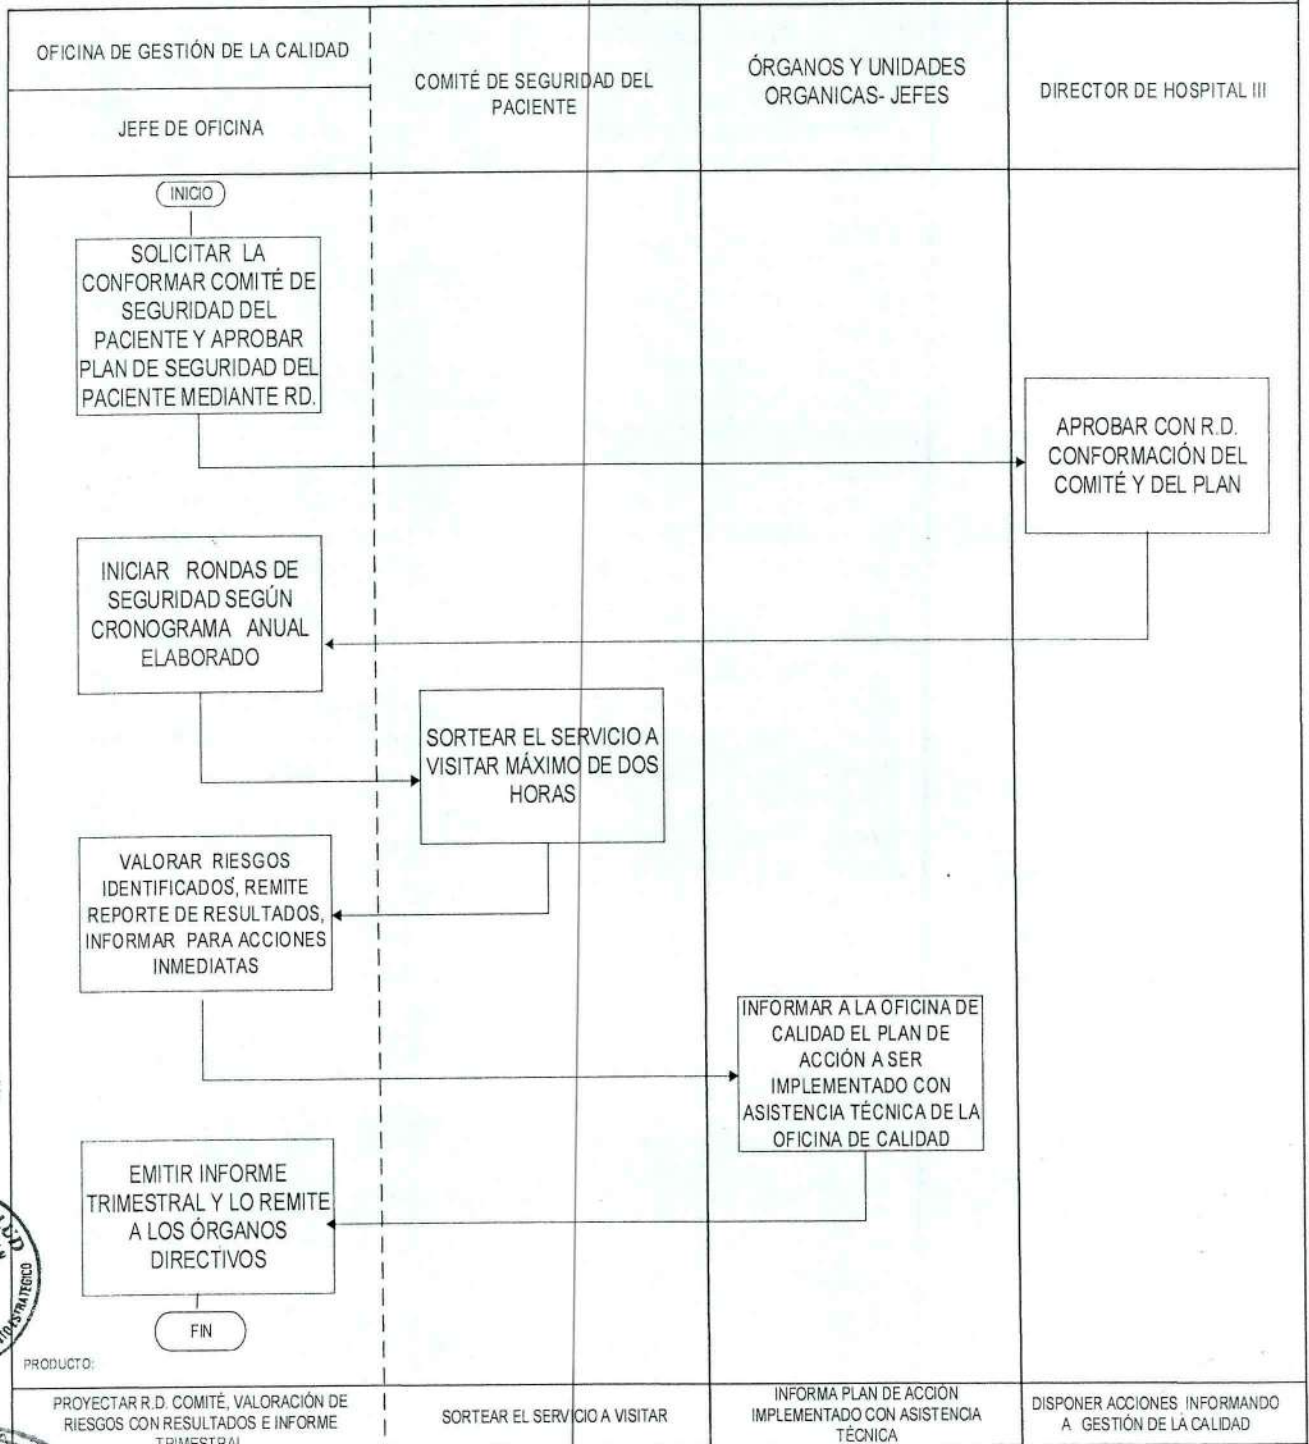 OFICINA DE GESTIÓN DE LA CALIDAD
JEFE DE OFICINA
COMITÉ DE SEGURIDAD DEL
PACIENTE
ÓRGANOS Y UNIDADES
ORGANICAS- JEFES
DIRECTOR DE HOSPITAL III
INICIO
SOLICITAR LA
CONFORMAR COMITÉ DE
SEGURIDAD DEL
PACIENTE Y APROBAR
PLAN DE SEGURIDAD DEL
PACIENTE MEDIANTE RD.
APROBAR CON R.D.
CONFORMACIÓN DEL
COMITÉ Y DEL PLAN
INICIAR RONDAS DE
SEGURIDAD SEGÚN
CRONOGRAMA ANUAL
ELABORADO
SORTEAR EL SERVICIO A
VISITAR MÁXIMO DE DOS
HORAS
VALORAR RIESGOS
IDENTIFICADOS, REMITE
REPORTE DE RESULTADOS,
INFORMAR PARA ACCIONES
INMEDIATAS
INFORMAR A LA OFICINA DE
CALIDAD EL PLAN DE
ACCIÓN A SER
IMPLEMENTADO CON
ASISTENCIA TÉCNICA DE LA
OFICINA DE CALIDAD
EMITIR INFORME
TRIMESTRAL Y LO REMITE
A LOS ÓRGANOS
DIRECTIVOS
FIN
PRODUCTO:
PROYECTAR R.D. COMITÉ, VALORACIÓN DE
RIESGOS CON RESULTADOS E INFORME
TRIMESTRAL
SORTEAR EL SERVICIO A VISITAR
INFORMA PLAN DE ACCIÓN
IMPLEMENTADO CON ASISTENCIA
TÉCNICA
DISPONER ACCIONES INFORMANDO
A GESTIÓN DE LA CALIDAD